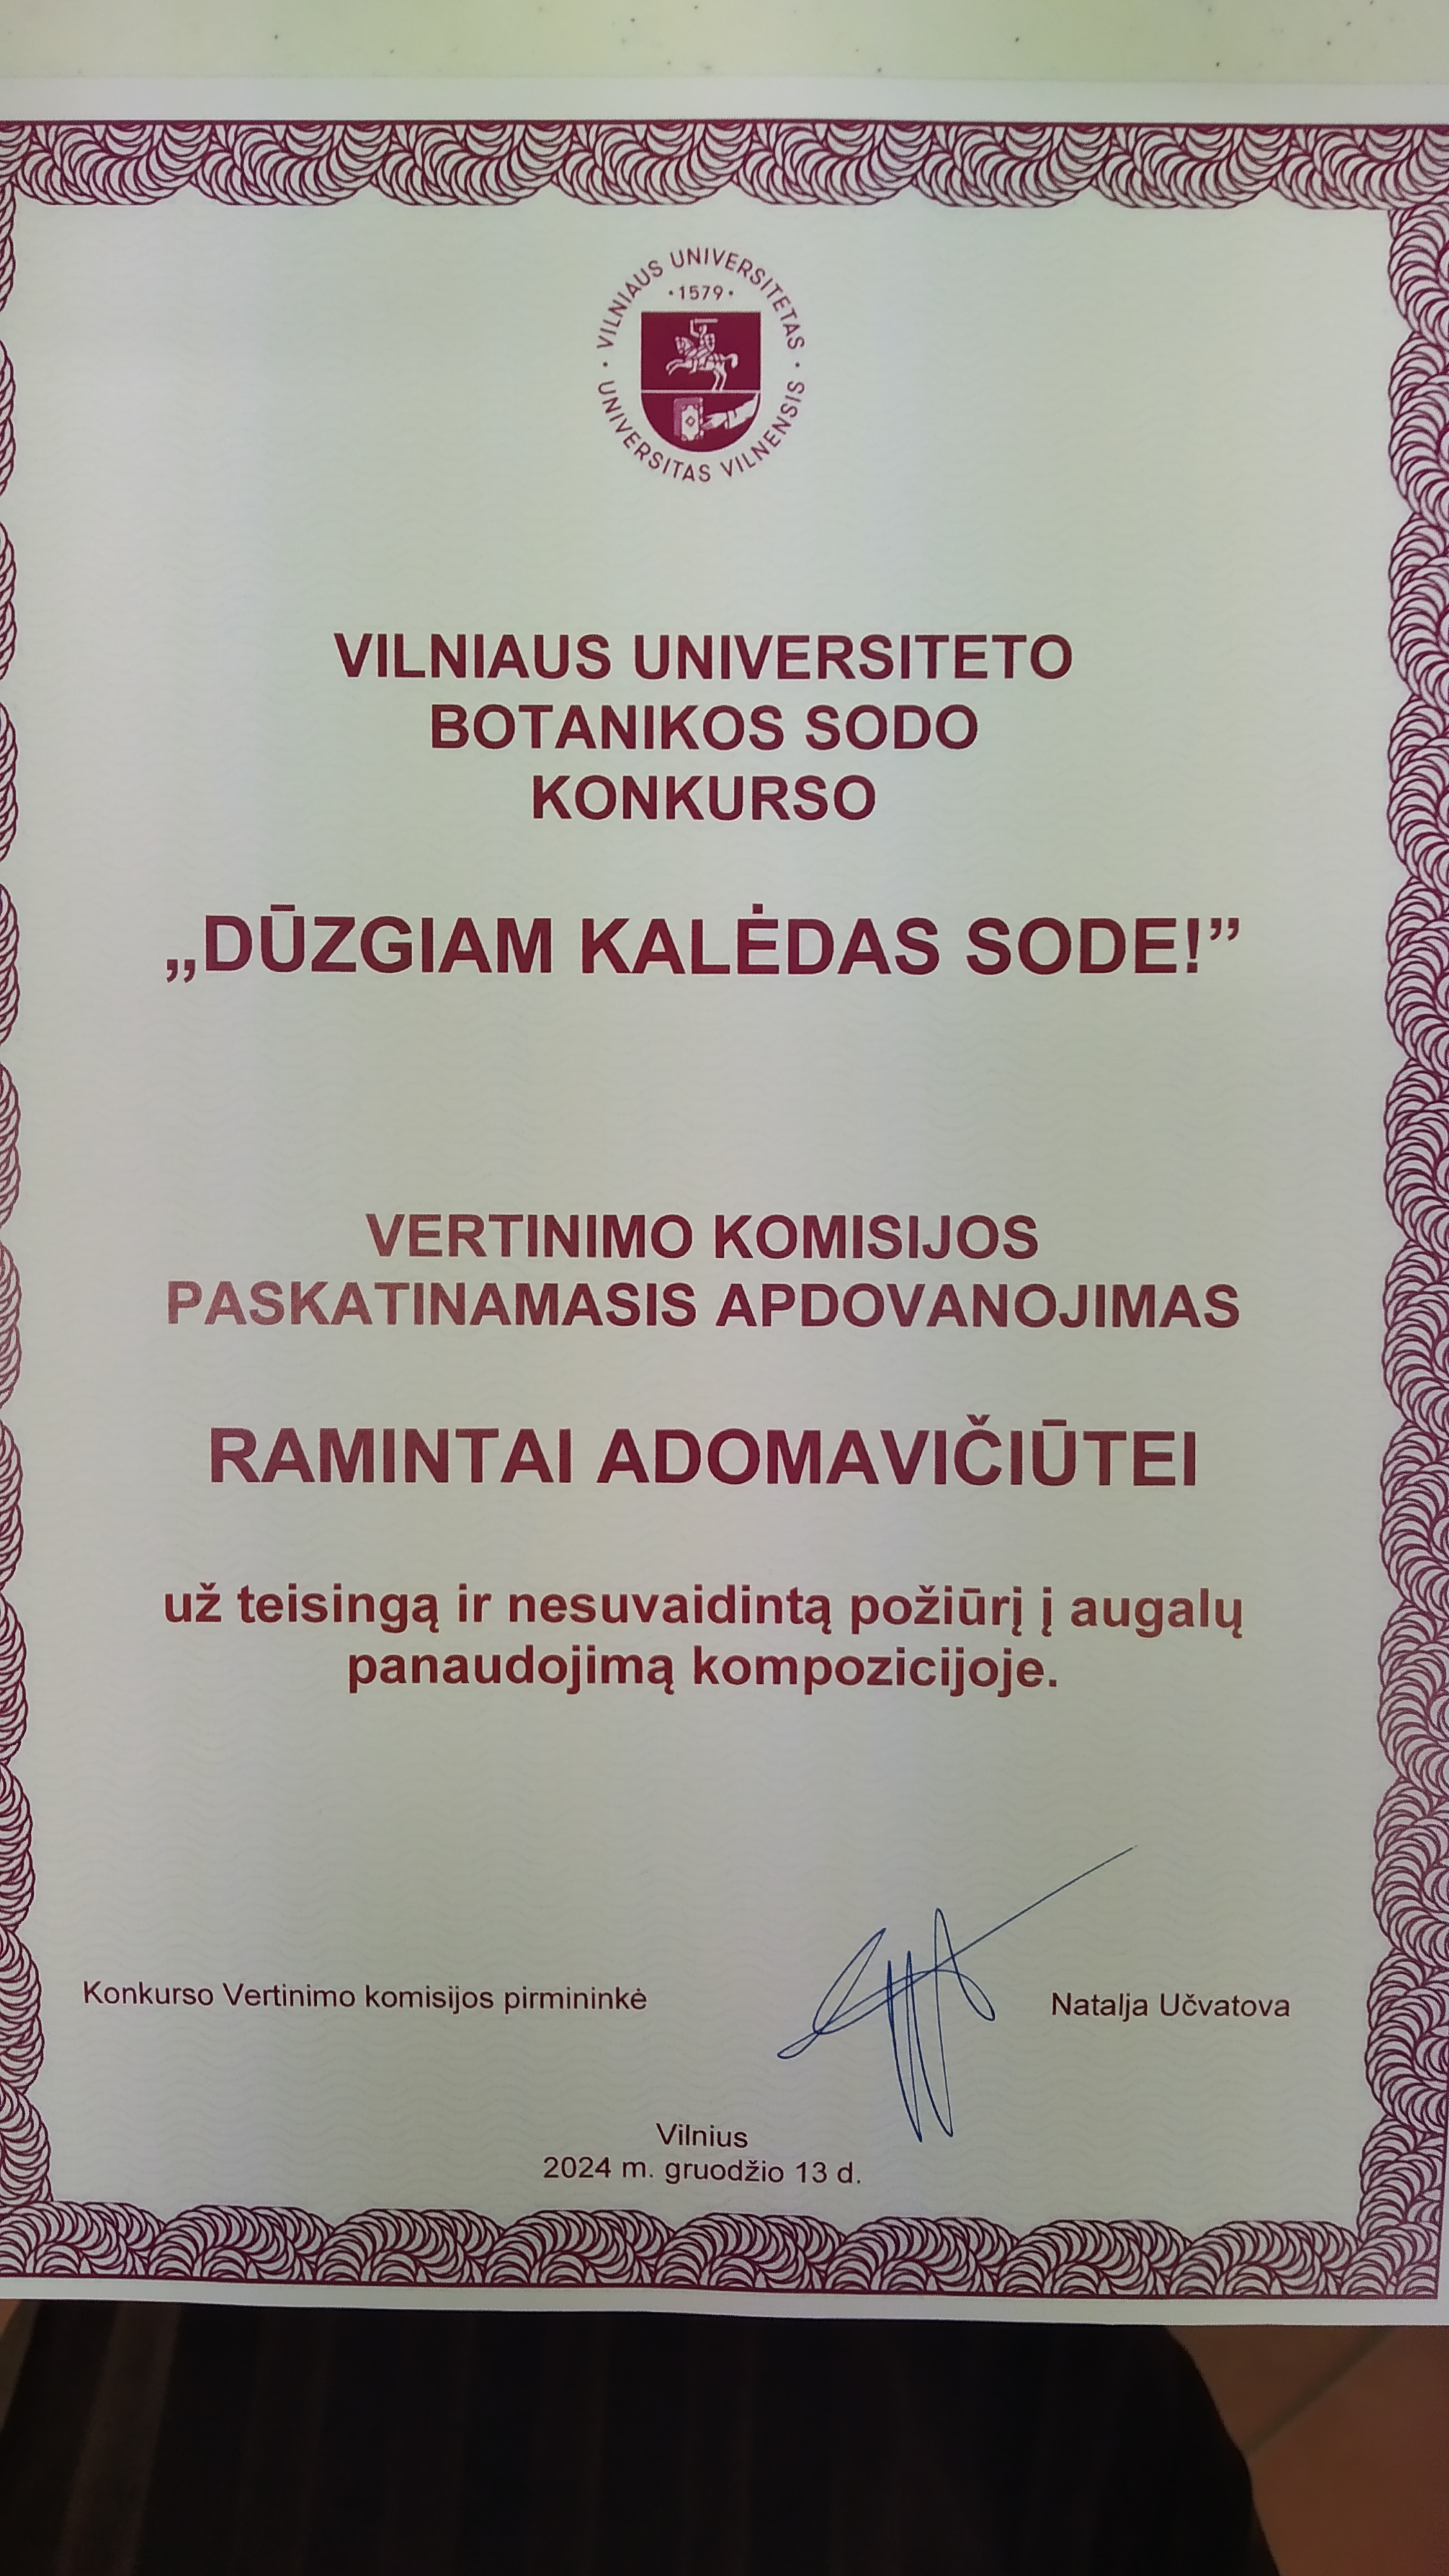 VILNIAUS UNIVERSITETAS
1579
UNIVERSITAS VILNENSIS
VILNIAUS UNIVERSITETO
BOTANIKOS SODO
KONKURSO
„DŪZGIAM KALĖDAS SODE!”
VERTINIMO KOMISIJOS
PASKATINAMASIS APDOVANOJIMAS
RAMINTAI ADOMAVIČIŪTEI
už teisingą ir nesuvaidintą požiūrį į augalų
panaudojimą kompozicijoje.
Konkurso Vertinimo komisijos pirmininkė
Natalja Učvatova
Vilnius
2024 m. gruodžio 13 d.